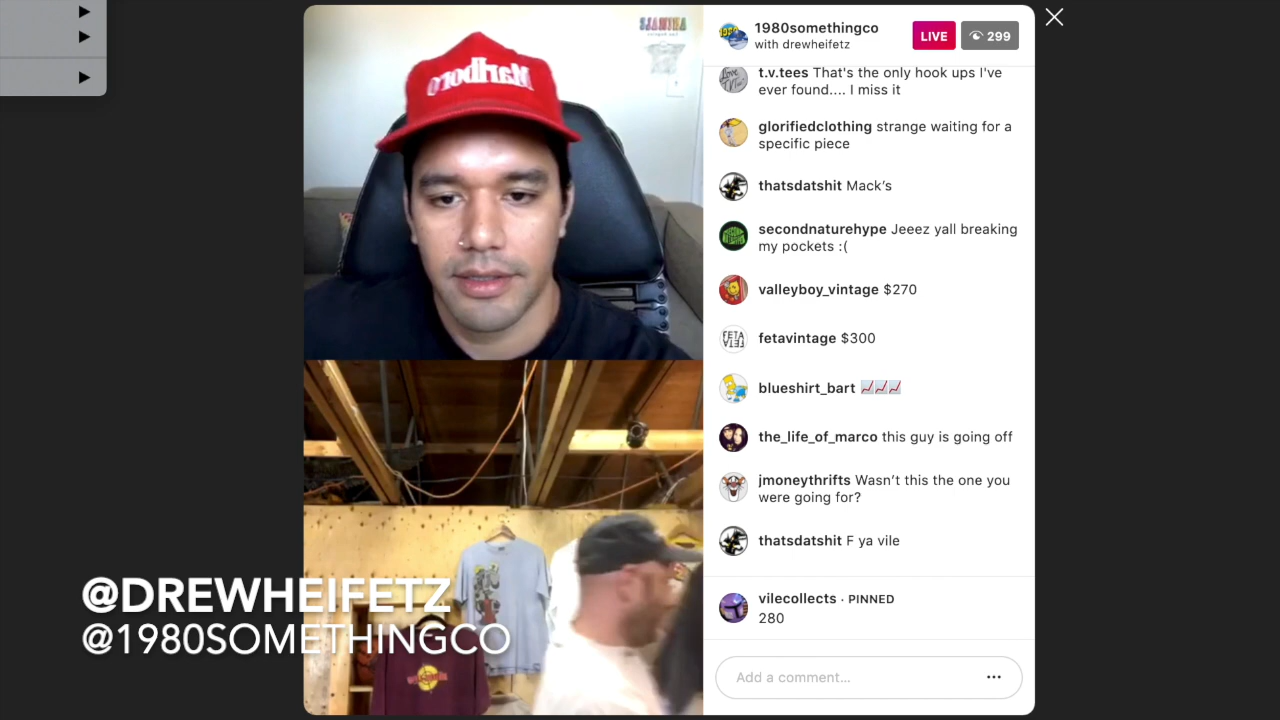 Marlboro
1980somethingco
with drewheifetz
LIVE
299
t.v.tees That's the only hook ups I've
ever found.... I miss it
glorifiedclothing strange waiting for a
specific piece
thatsdatshit Mack’s
secondnaturehype Jeeez yall breaking
my pockets :(
valleyboy_vintage $270
fetavintage $300
blueshirt_bart 📈📈📈
the_life_of_marco this guy is going off
jmoneythrifts Wasn’t this the one you
were going for?
thatsdatshit F ya vile
vilecollects · PINNED
280
Add a comment...
@DREWHEIFETZ
@1980SOMETHINGCO